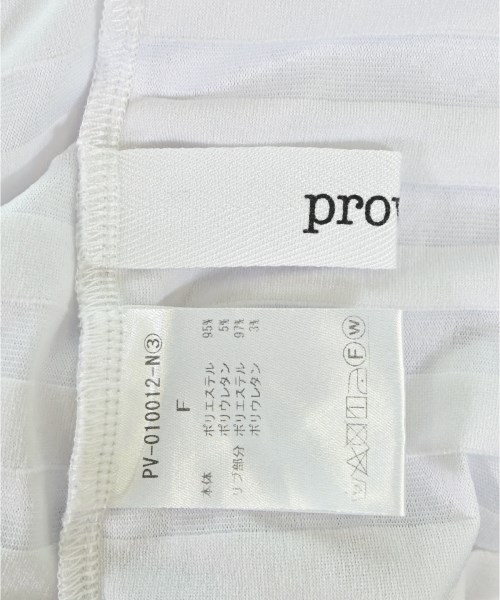 prov
PV-010012-N③
F
本体 ポリエステル 95%
ポリウレタン 5%
リブ部分 ポリエステル 97%
ポリウレタン 3%
F W